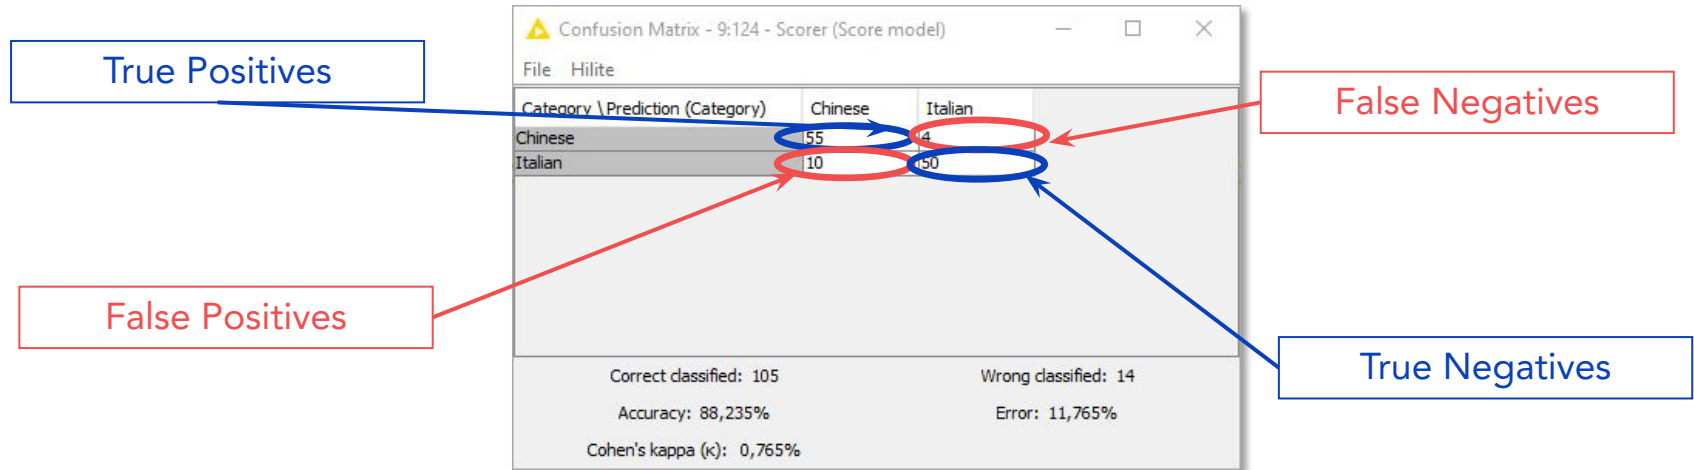 Confusion Matrix - 9:124 - Scorer (Score model)
File Hilite
True Positives
False Negatives
Category \ Prediction (Category) Chinese Italian
Chinese 55 4
Italian 10 50
False Positives
True Negatives
Correct classified: 105 Wrong classified: 14
Accuracy: 88,235% Error: 11,765%
Cohen's kappa (κ): 0,765%